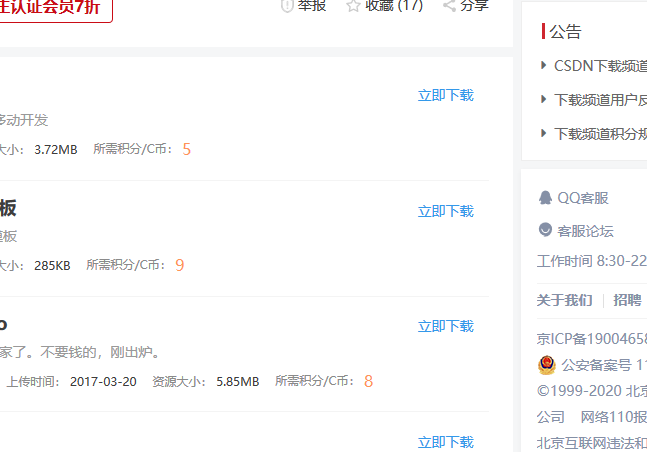 主认证会员7折
举报 收藏 (17) 分享
公告
CSDN下载频道
下载频道用户反
下载频道积分规
立即下载
移动开发
大小: 3.72MB 所需积分/C币: 5
板
立即下载
模板
大小: 285KB 所需积分/C币: 9
o
立即下载
家了。不要钱的，刚出炉。
上传时间: 2017-03-20 资源大小: 5.85MB 所需积分/C币: 8
立即下载
QQ客服
客服论坛
工作时间 8:30-22
关于我们 招聘
京ICP备1900465
公安备案号 11
©1999-2020 北京
公司 网络110报
北京互联网违法和